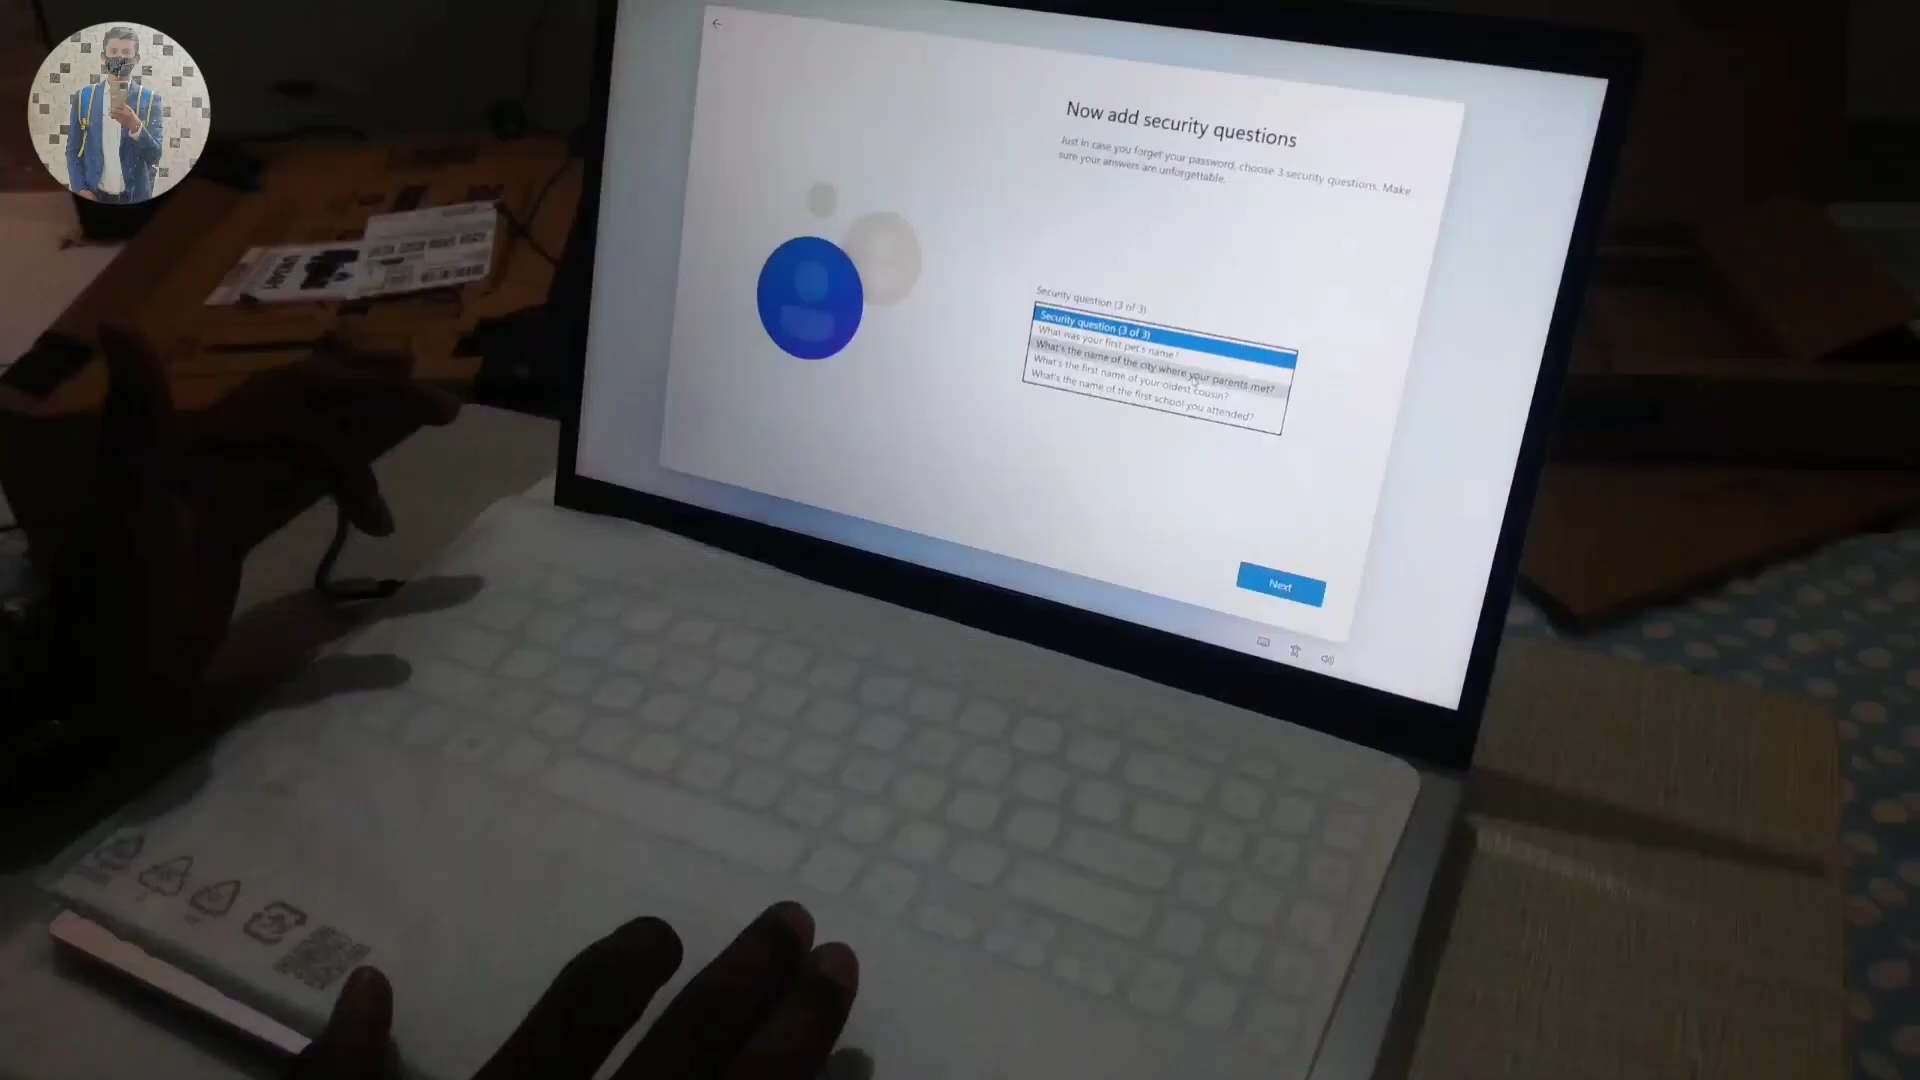 Now add security questions
Just in case you forget your password, choose 3 security questions. Make
sure your answers are unforgettable.
Security question (3 of 3)
Security question (3 of 3)
What was your first pet's name?
What's the name of the city where your parents met?
What's the first name of your oldest cousin?
What's the name of the first school you attended?
Next